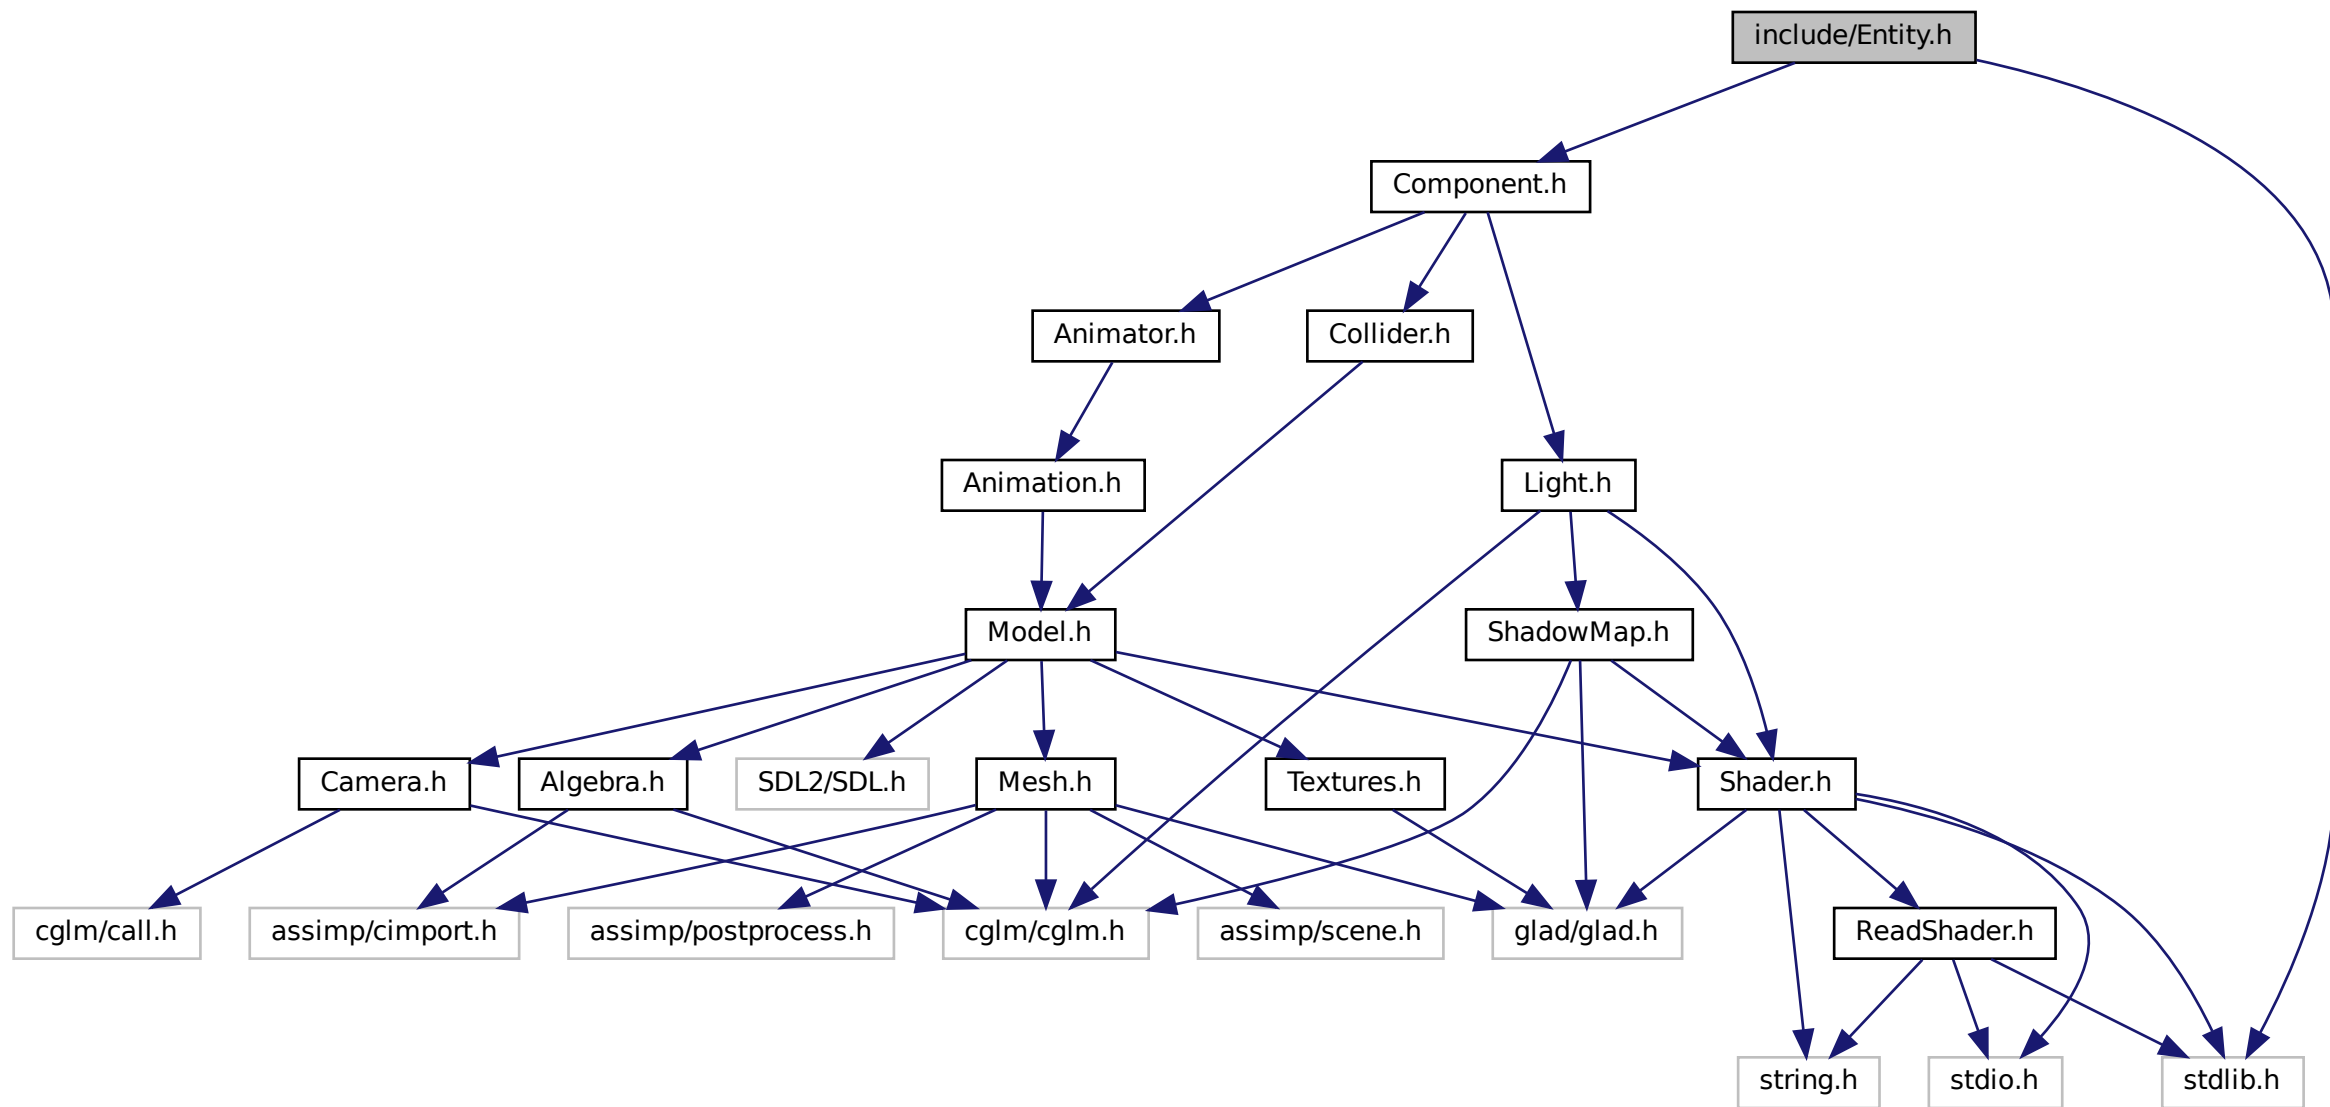 include/Entity.h
Component.h
Animator.h
Collider.h
Animation.h
Light.h
Model.h
ShadowMap.h
Camera.h
Algebra.h
SDL2/SDL.h
Mesh.h
Textures.h
Shader.h
cglm/call.h
assimp/cimport.h
assimp/postprocess.h
cglm/cglm.h
assimp/scene.h
glad/glad.h
ReadShader.h
string.h
stdio.h
stdlib.h